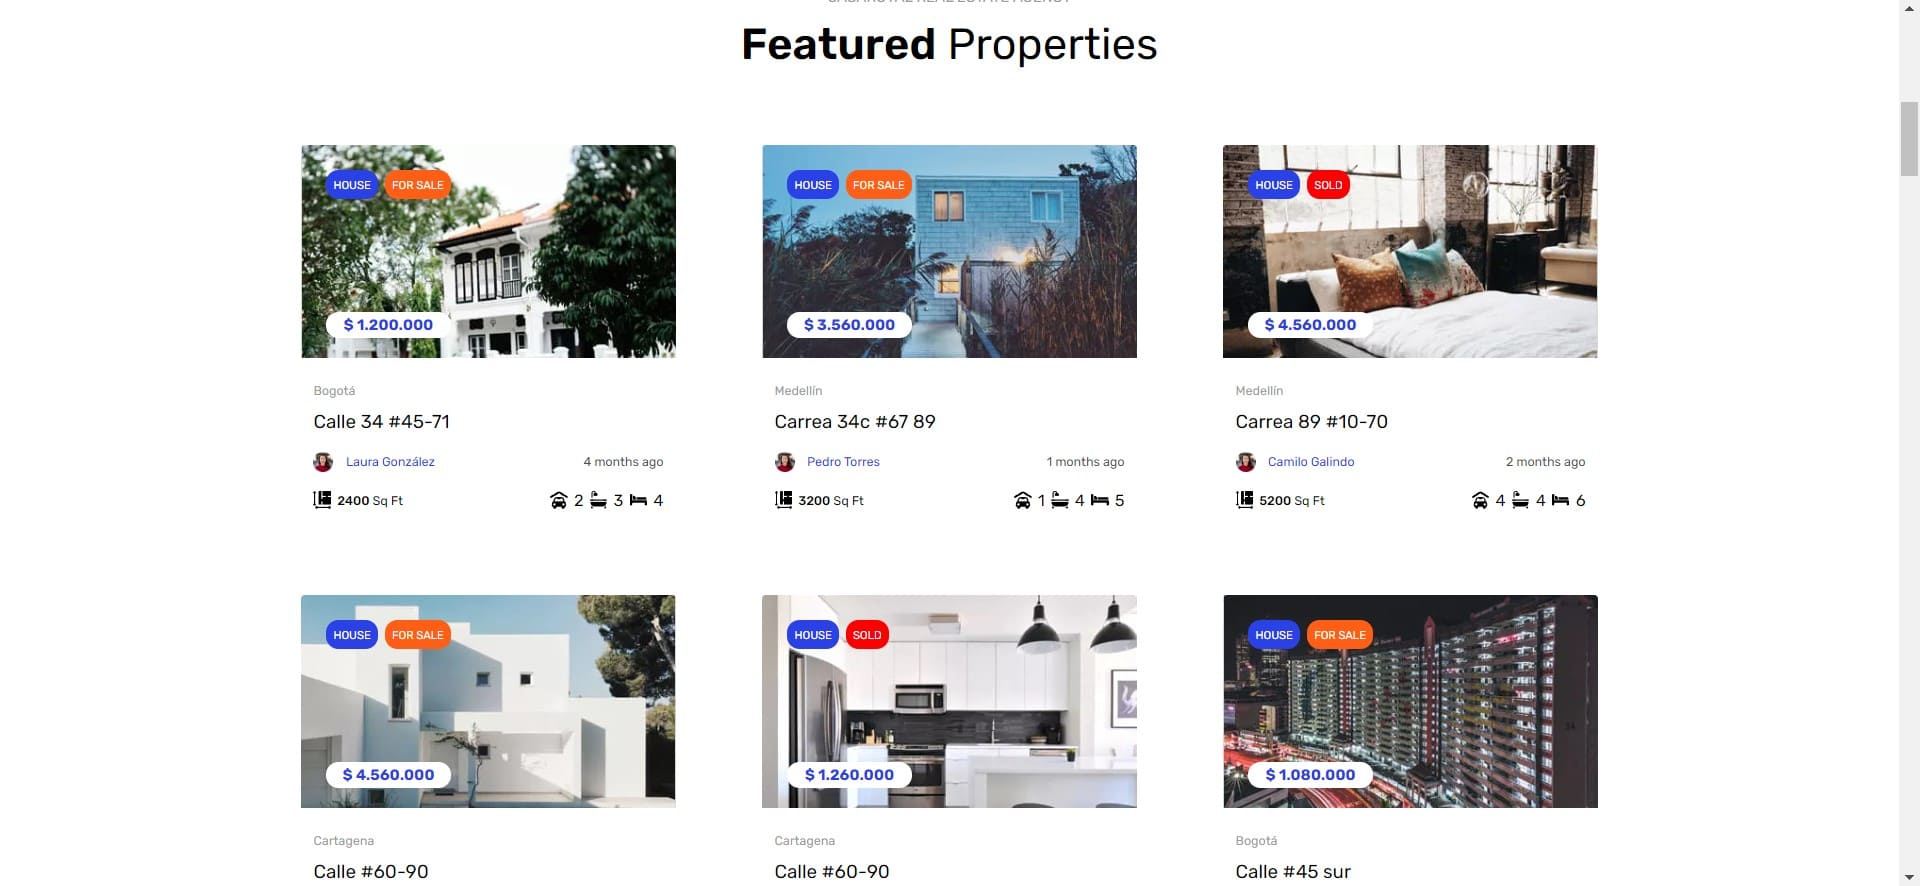 Featured Properties
HOUSE FOR SALE
$ 1.200.000
Bogotá
Calle 34 #45-71
Laura González 4 months ago
2400 Sq Ft 2 3 4
HOUSE FOR SALE
$ 3.560.000
Medellín
Carrea 34c #67 89
Pedro Torres 1 months ago
3200 Sq Ft 1 4 5
HOUSE SOLD
$ 4.560.000
Medellín
Carrea 89 #10-70
Camilo Galindo 2 months ago
5200 Sq Ft 4 4 6
HOUSE FOR SALE
$ 4.560.000
Cartagena
Calle #60-90
HOUSE SOLD
$ 1.260.000
Cartagena
Calle #60-90
HOUSE FOR SALE
$ 1.080.000
Bogotá
Calle #45 sur